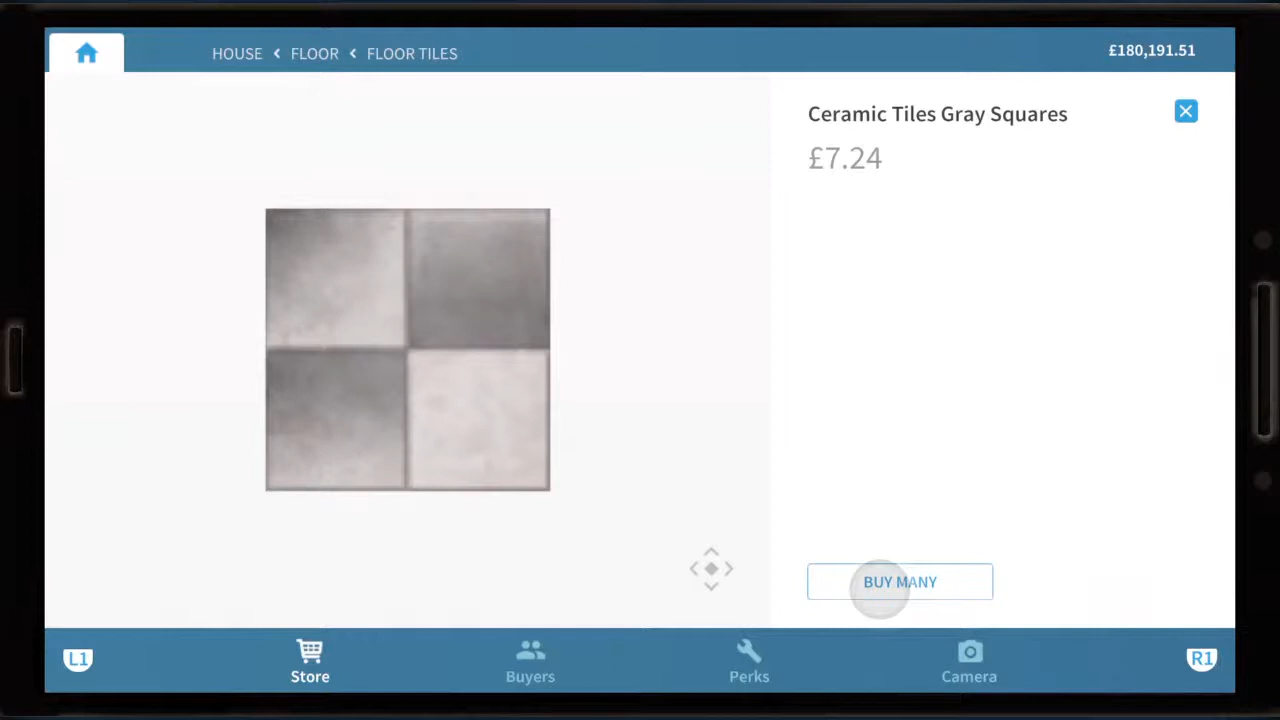 HOUSE < FLOOR < FLOOR TILES
£180,191.51
Ceramic Tiles Gray Squares
£7.24
BUY MANY
L1
Store
Buyers
Perks
Camera
R1